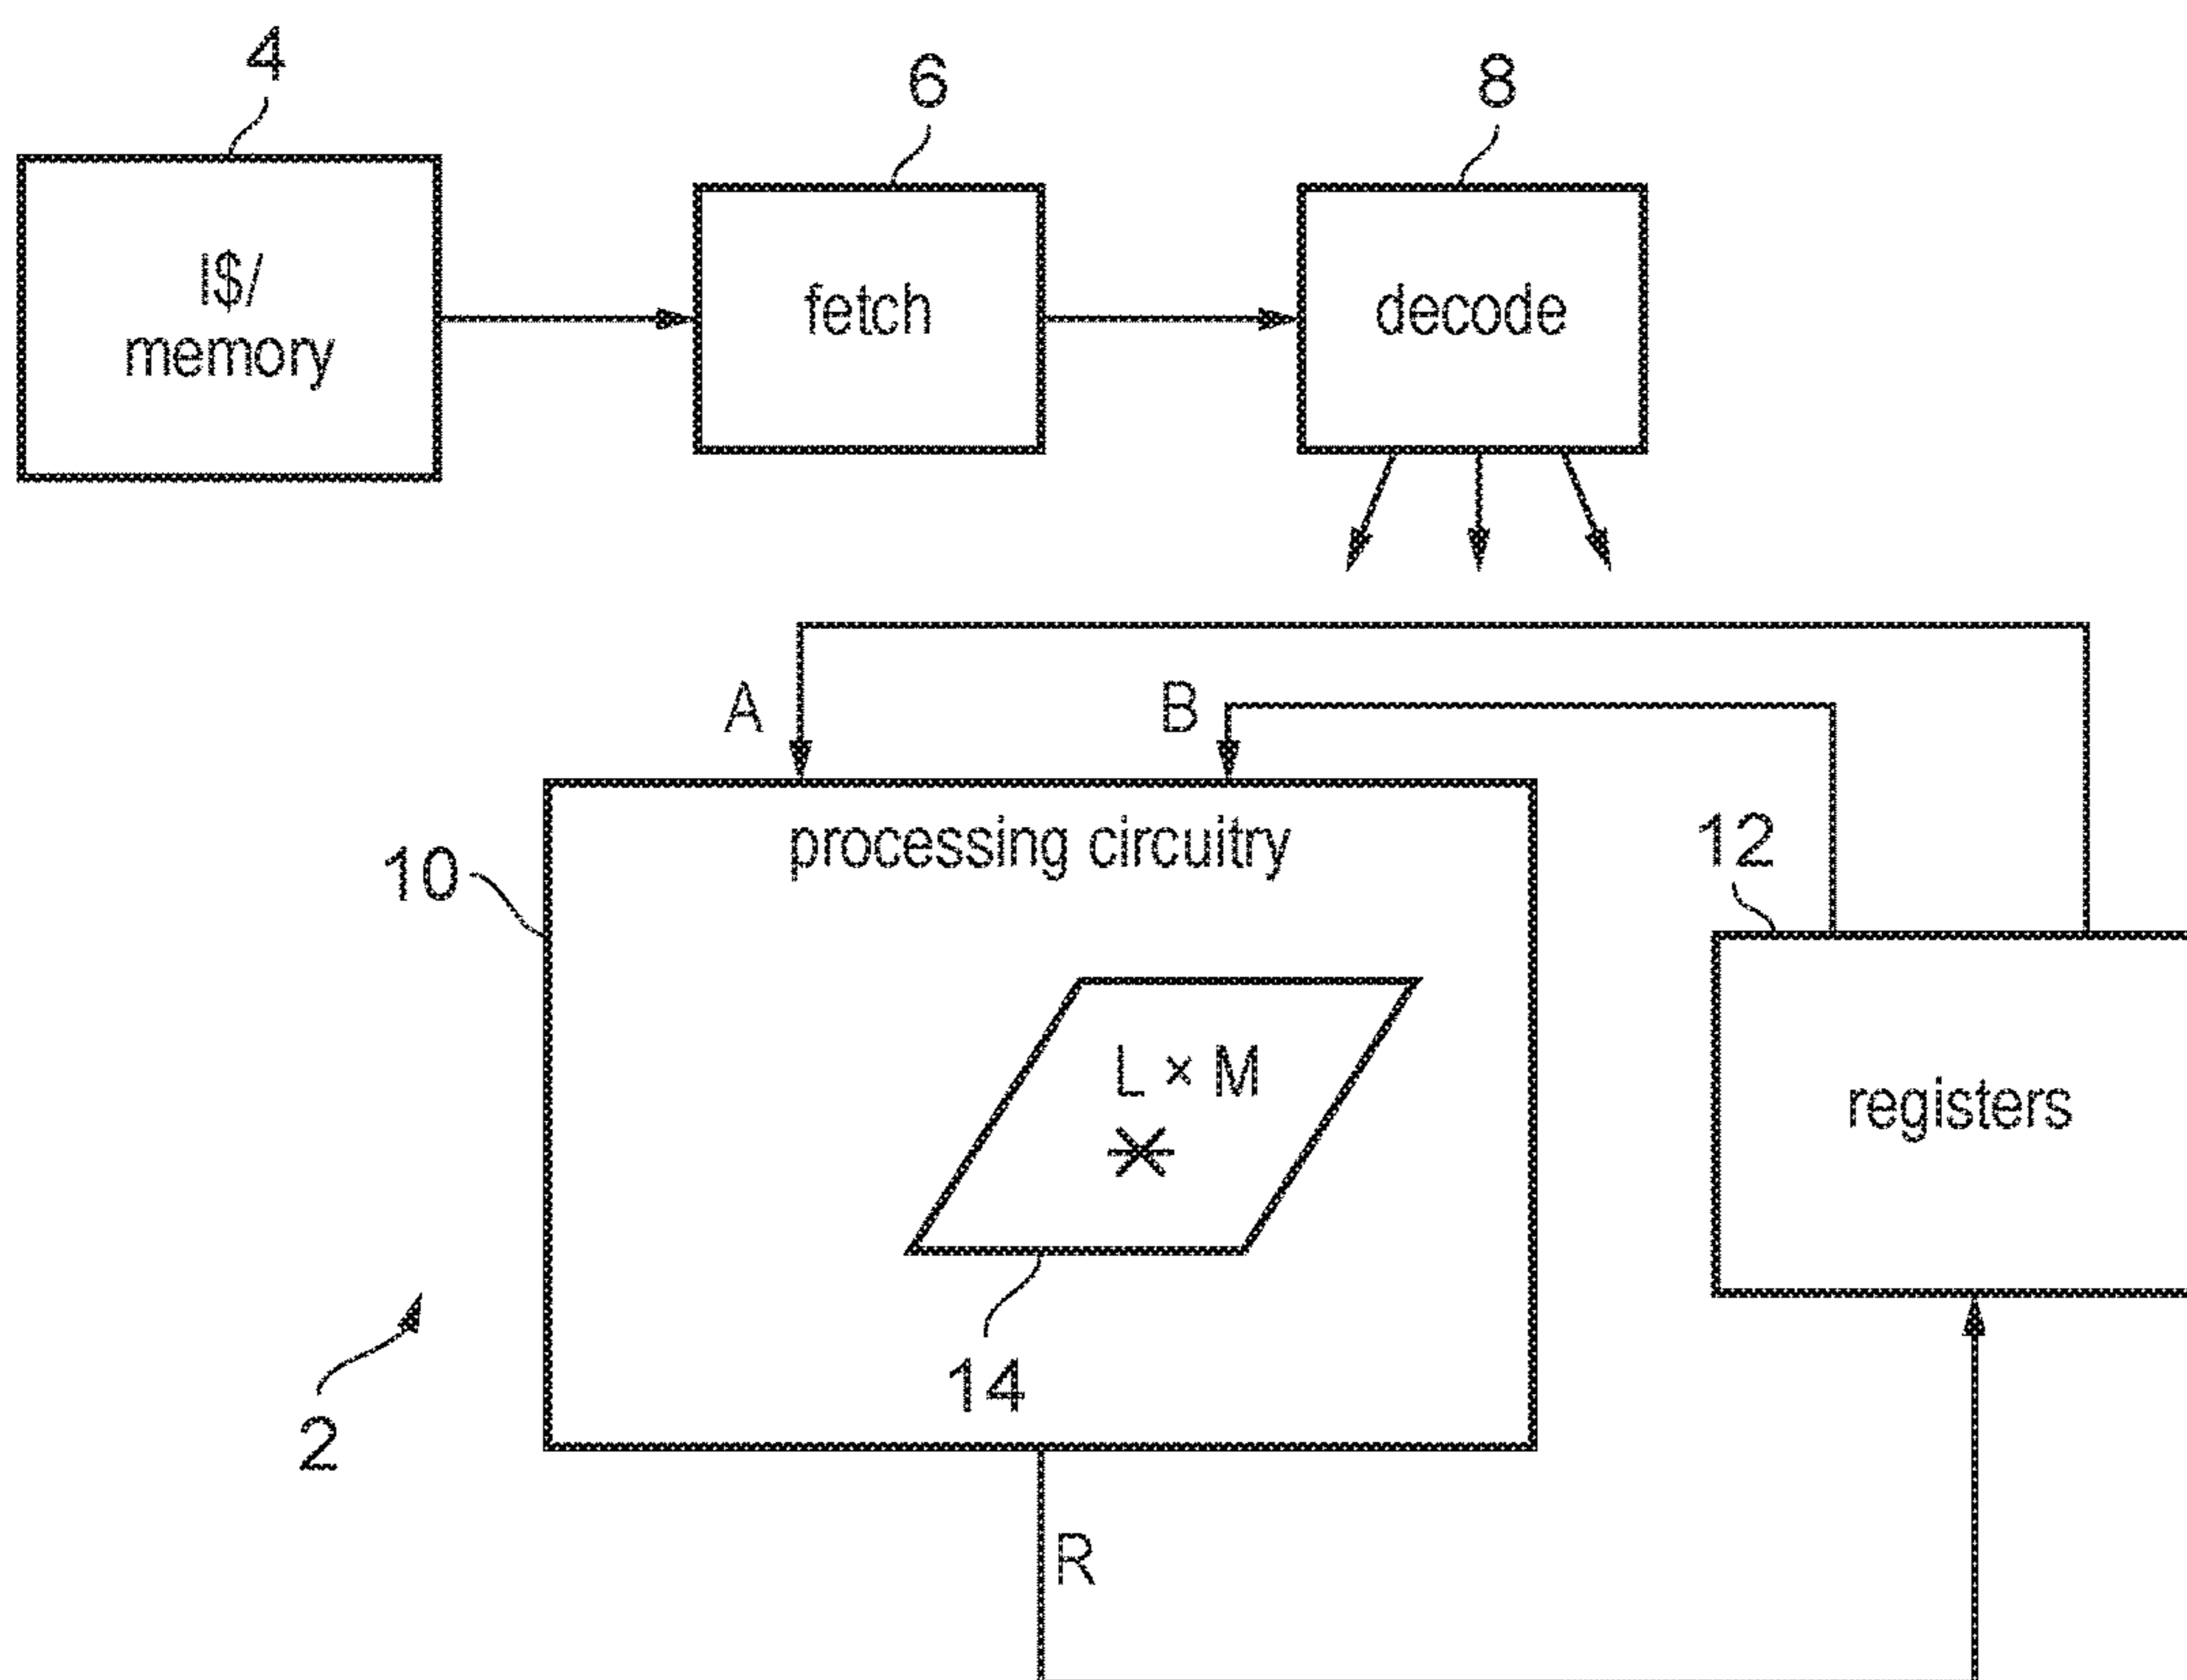 4
6
8
I$/
memory
fetch
decode
A
B
processing circuitry
10
12
L × M
*
registers
14
2
R